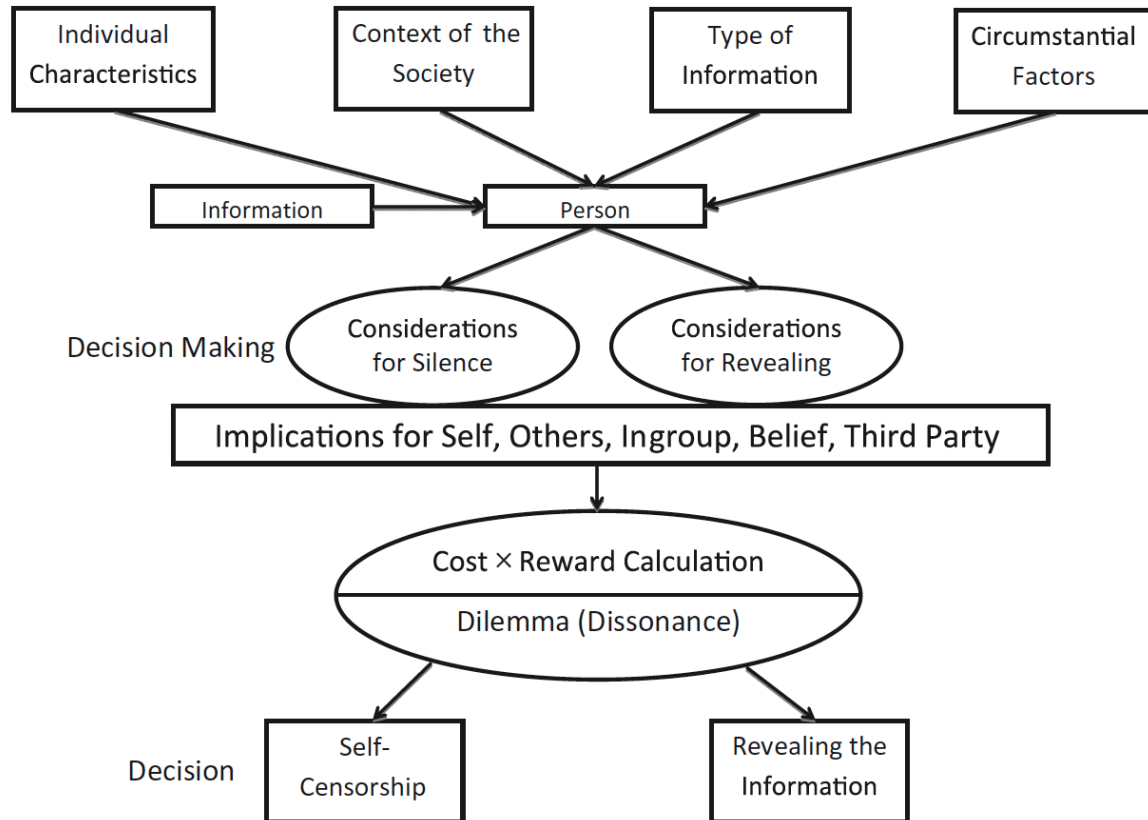 Individual
Characteristics
Context of the
Society
Type of
Information
Circumstantial
Factors
Information
Person
Decision Making
Considerations
for Silence
Considerations
for Revealing
Implications for Self, Others, Ingroup, Belief, Third Party
Cost × Reward Calculation
Dilemma (Dissonance)
Decision
Self-
Censorship
Revealing the
Information